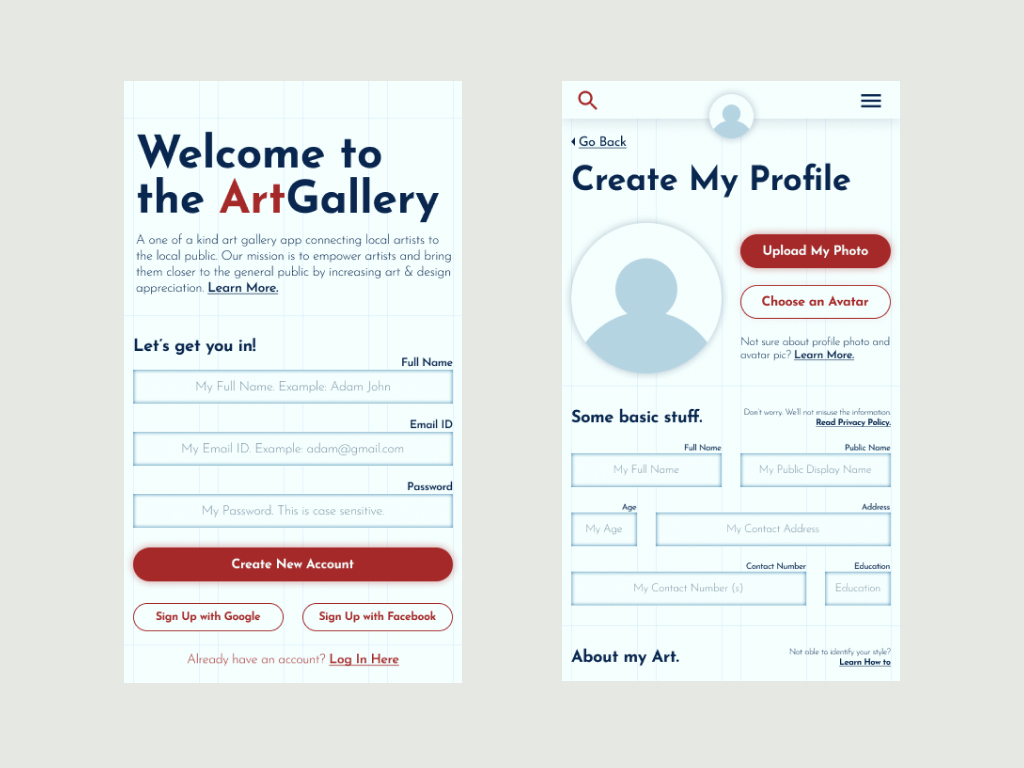 Welcome to
the ArtGallery
A one of a kind art gallery app connecting local artists to
the local public. Our mission is to empower artists and bring
them closer to the general public by increasing art & design
appreciation. Learn More.
Let's get you in!
Full Name
My Full Name. Example: Adam John
Email ID
My Email ID. Example: adam@gmail.com
Password
My Password. This is case sensitive.
Create New Account
Sign Up with Google
Sign Up with Facebook
Already have an account? Log In Here
Go Back
Create My Profile
Upload My Photo
Choose an Avatar
Not sure about profile photo and
avatar pic? Learn More.
Some basic stuff.
Don't worry. We'll not misuse the information.
Read Privacy Policy.
Full Name
My Full Name
Public Name
My Public Display Name
Age
My Age
Address
My Contact Address
Contact Number
My Contact Number (s)
Education
Education
About my Art.
Not able to identify your style?
Learn How to